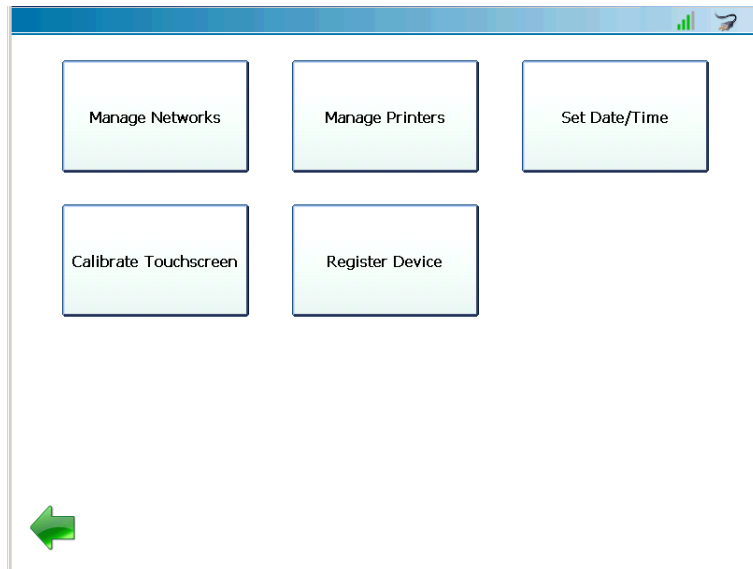 Manage Networks
Manage Printers
Set Date/Time
Calibrate Touchscreen
Register Device